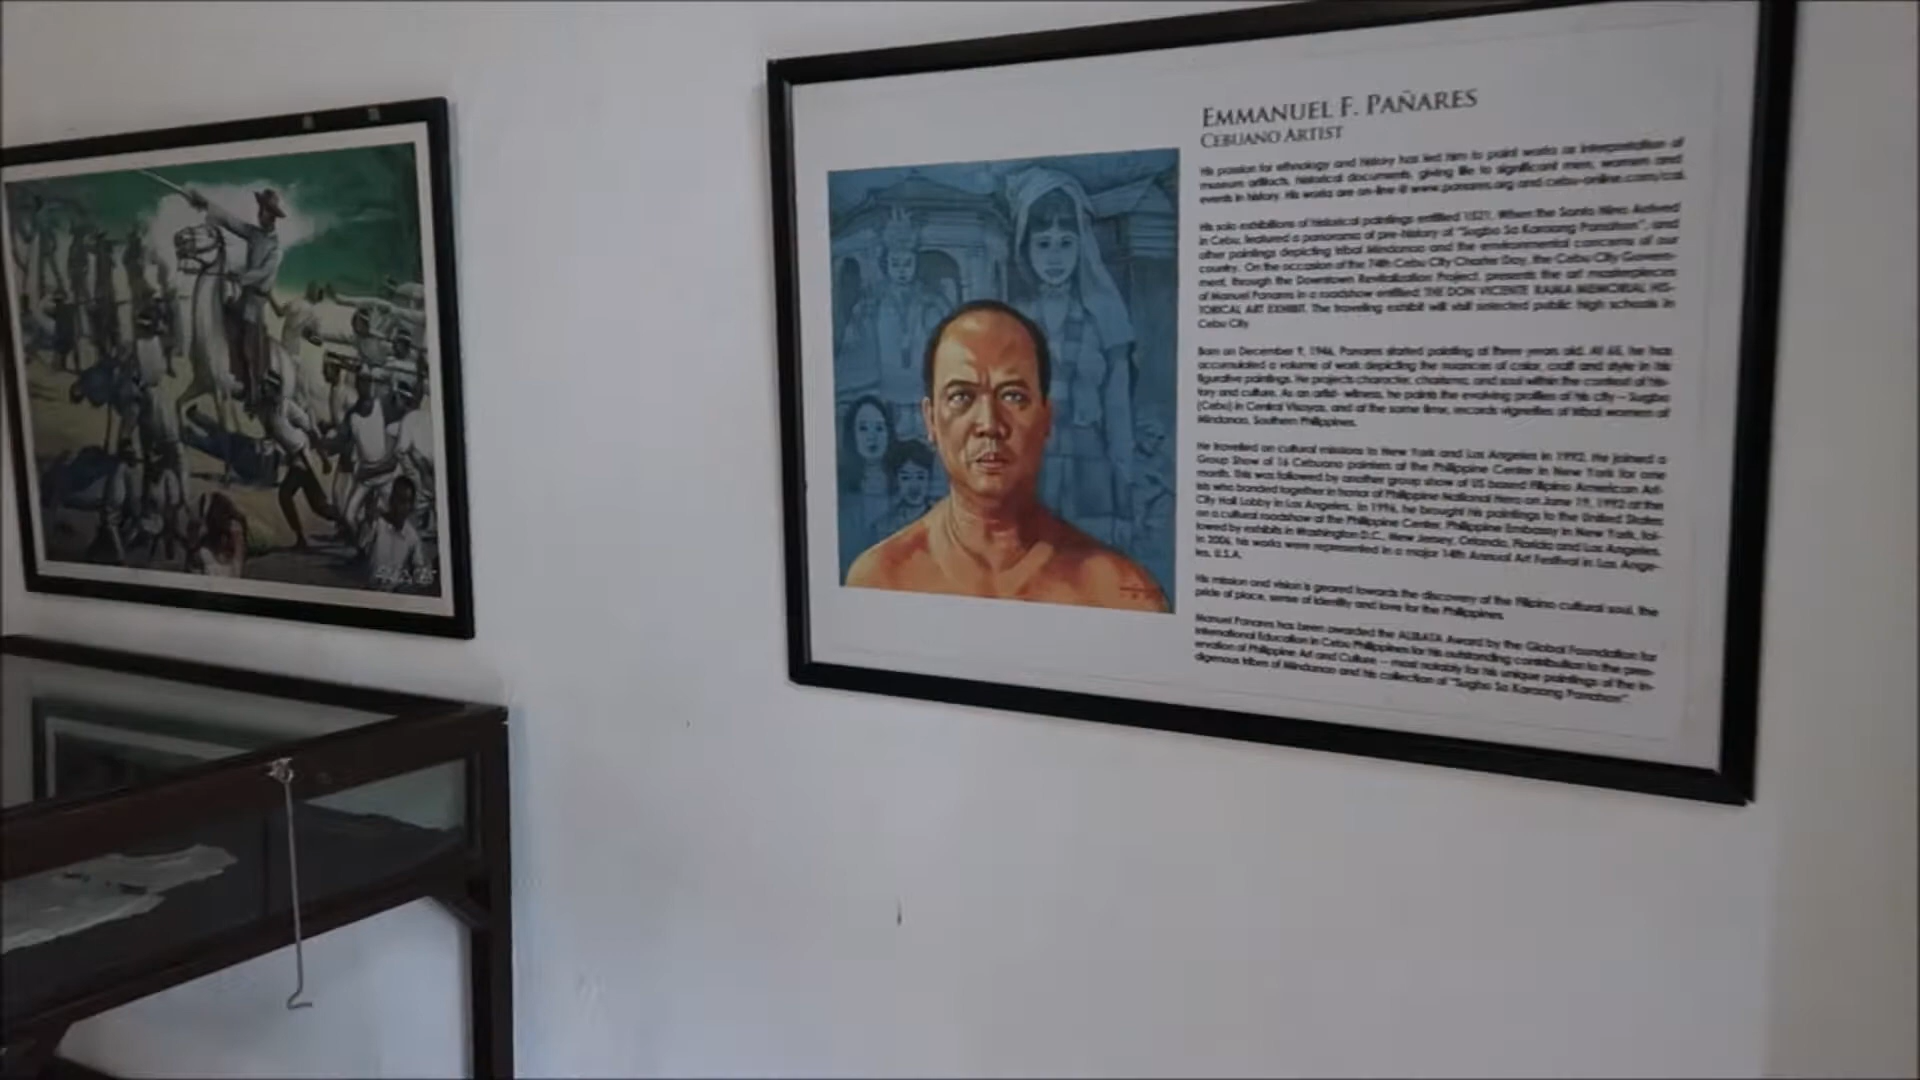 EMMANUEL F. PAÑARES
CEBUANO ARTIST
His passion for ethnology and history has led him to paint works as interpretation of
museum artifacts, historical documents, giving life to significant men, women and
events in history. His works are on-line @ www.panares.org and cebu-online.com/cal.
His solo exhibitions of historical paintings entitled 1521, When the Santo Nino Arrived
in Cebu, featured a panorama of pre-history of "Sugbo Sa Karaang Panahon", and
other paintings depicting tribal Mindanao and the environmental concerns of our
country. On the occasion of the 74th Cebu City Charter Day, the Cebu City Govern-
ment, through the Downtown Revitalization Project, presents the art masterpieces
of Manuel Panares in a roadshow entitled: THE DON VICENTE RAMA MEMORIAL HIS-
TORICAL ART EXHIBIT. The traveling exhibit will visit selected public high schools in
Cebu City
Born on December 9, 1946, Panares started painting at three years old. At 65, he has
accumulated a volume of work depicting the nuances of color, craft and style in his
figurative paintings. He projects character, charisma, and soul within the context of his-
tory and culture. As an artist- witness, he paints the evolving profiles of his city – Sugbo
(Cebu) in Central Visayas, and at the same time, records vignettes of tribal women of
Mindanao, Southern Philippines.
He travelled on cultural missions to New York and Los Angeles in 1992. He joined a
Group Show of 16 Cebuano painters at the Philippine Center in New York for one
month. This was followed by another group show of US based Filipino American Art-
ists who banded together in honor of Philippine National Hero on June 19, 1992 at the
City Hall Lobby in Los Angeles. In 1996, he brought his paintings to the United States
on a cultural roadshow at the Philippine Center, Philippine Embassy in New York, fol-
lowed by exhibits in Washington D.C., New Jersey, Orlando, Florida and Los Angeles.
In 2006, his works were represented in a major 14th Annual Art Festival in Los Ange-
les, U.S.A.
His mission and vision is geared towards the discovery of the Filipino cultural soul, the
pride of place, sense of identity and love for the Philippines.
Manuel Panares has been awarded the ALIBATA Award by the Global Foundation for
International Education in Cebu Philippines for his outstanding contribution to the pres-
ervation of Philippine Art and Culture – most notably for his unique paintings of the in-
digenous tribes of Mindanao and his collection of "Sugbo Sa Karaang Panahon".